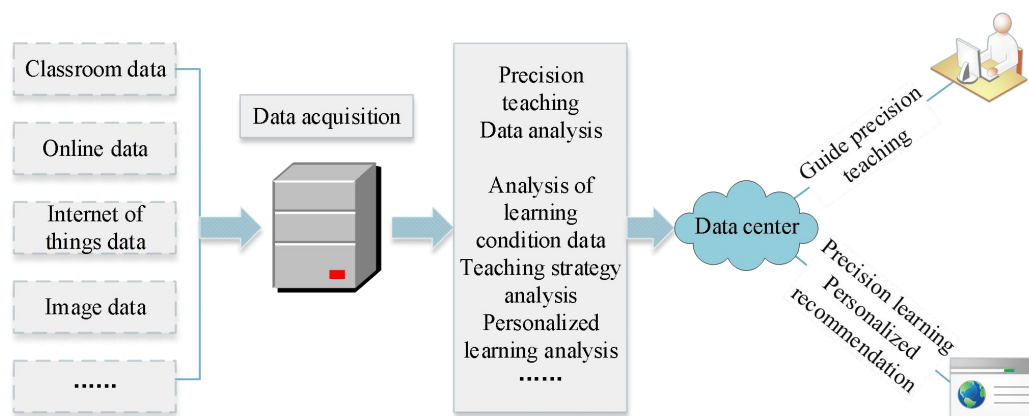 Classroom data
Online data
Internet of
things data
Image data
......
Data acquisition
Precision
teaching
Data analysis
Analysis of
learning
condition data
Teaching strategy
analysis
Personalized
learning analysis
......
Data center
Guide precision
teaching
Precision learning
Personalized
recommendation